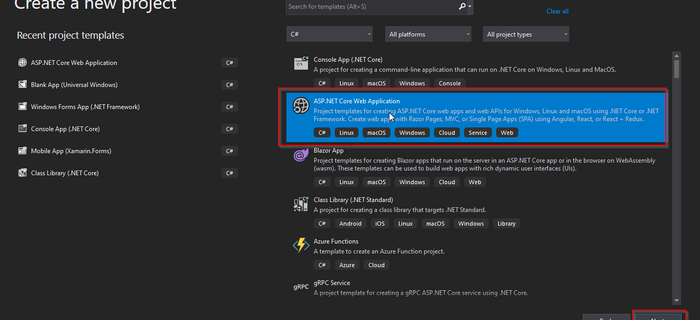 Create a new project
Search for templates (Alt+S)
Clear all
Recent project templates
C#
All platforms
All project types
ASP.NET Core Web Application
C#
Blank App (Universal Windows)
C#
Windows Forms App (.NET Framework)
C#
Console App (.NET Core)
C#
Mobile App (Xamarin.Forms)
C#
Class Library (.NET Core)
C#
Console App (.NET Core)
A project for creating a command-line application that can run on .NET Core on Windows, Linux and MacOS.
C# Linux macOS Windows Console
ASP.NET Core Web Application
Project templates for creating ASP.NET Core web apps and web APIs for Windows, Linux and macOS using .NET Core or .NET
Framework. Create web apps with Razor Pages, MVC, or Single Page Apps (SPA) using Angular, React, or React + Redux.
C# Linux macOS Windows Cloud Service Web
Blazor App
Project templates for creating Blazor apps that run on the server in an ASP.NET Core app or in the browser on WebAssembly
(wasm). These templates can be used to build web apps with rich dynamic user interfaces (UIs).
C# Linux macOS Windows Cloud Web
Class Library (.NET Standard)
A project for creating a class library that targets .NET Standard.
C# Android iOS Linux macOS Windows Library
Azure Functions
A template to create an Azure Function project.
C# Azure Cloud
gRPC
gRPC Service
A project for creating a gRPC ASP.NET Core service using .NET Core.